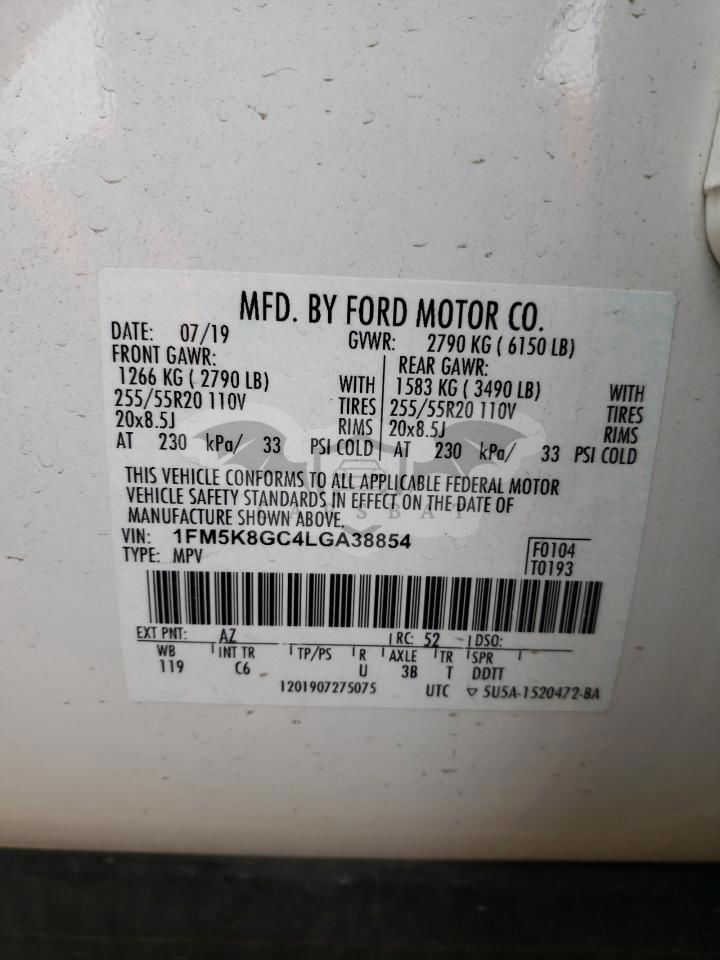 MFD. BY FORD MOTOR CO.
DATE: 07/19 GVWR: 2790 KG ( 6150 LB)
FRONT GAWR: REAR GAWR:
1266 KG ( 2790 LB) WITH 1583 KG ( 3490 LB) WITH
255/55R20 110V TIRES 255/55R20 110V TIRES
20x8.5J RIMS 20x8.5J RIMS
AT 230 kPa/ 33 PSI COLD AT 230 kPa/ 33 PSI COLD
THIS VEHICLE CONFORMS TO ALL APPLICABLE FEDERAL MOTOR
VEHICLE SAFETY STANDARDS IN EFFECT ON THE DATE OF
MANUFACTURE SHOWN ABOVE.
VIN: 1FM5K8GC4LGA38854 F0104
TYPE: MPV T0193
EXT PNT: AZ RC: 52 DSO:
WB INT TR TP/PS R AXLE TR SPR
119 C6 U 3B T DDTT
1201907275075 UTC ▽ 5U5A-1520472-BA